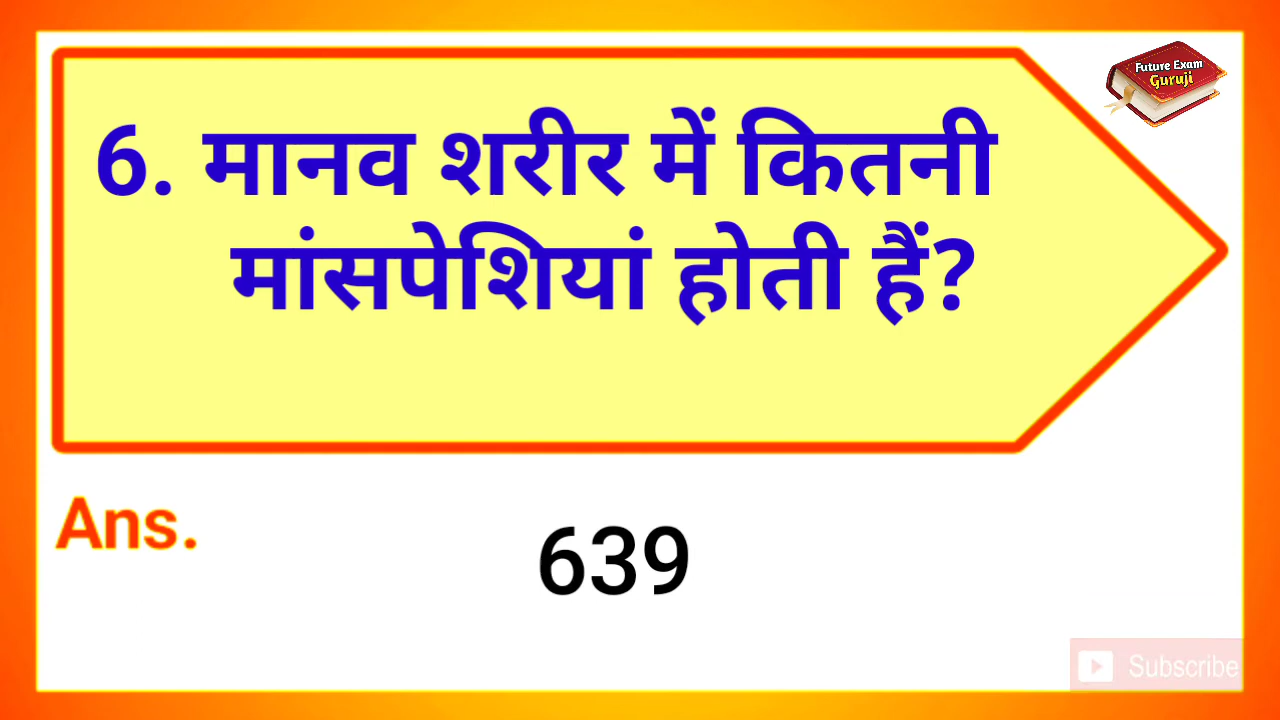 Future Exam
Guruji
6. मानव शरीर में कितनी
मांसपेशियां होती हैं?
Ans.
639
Subscribe